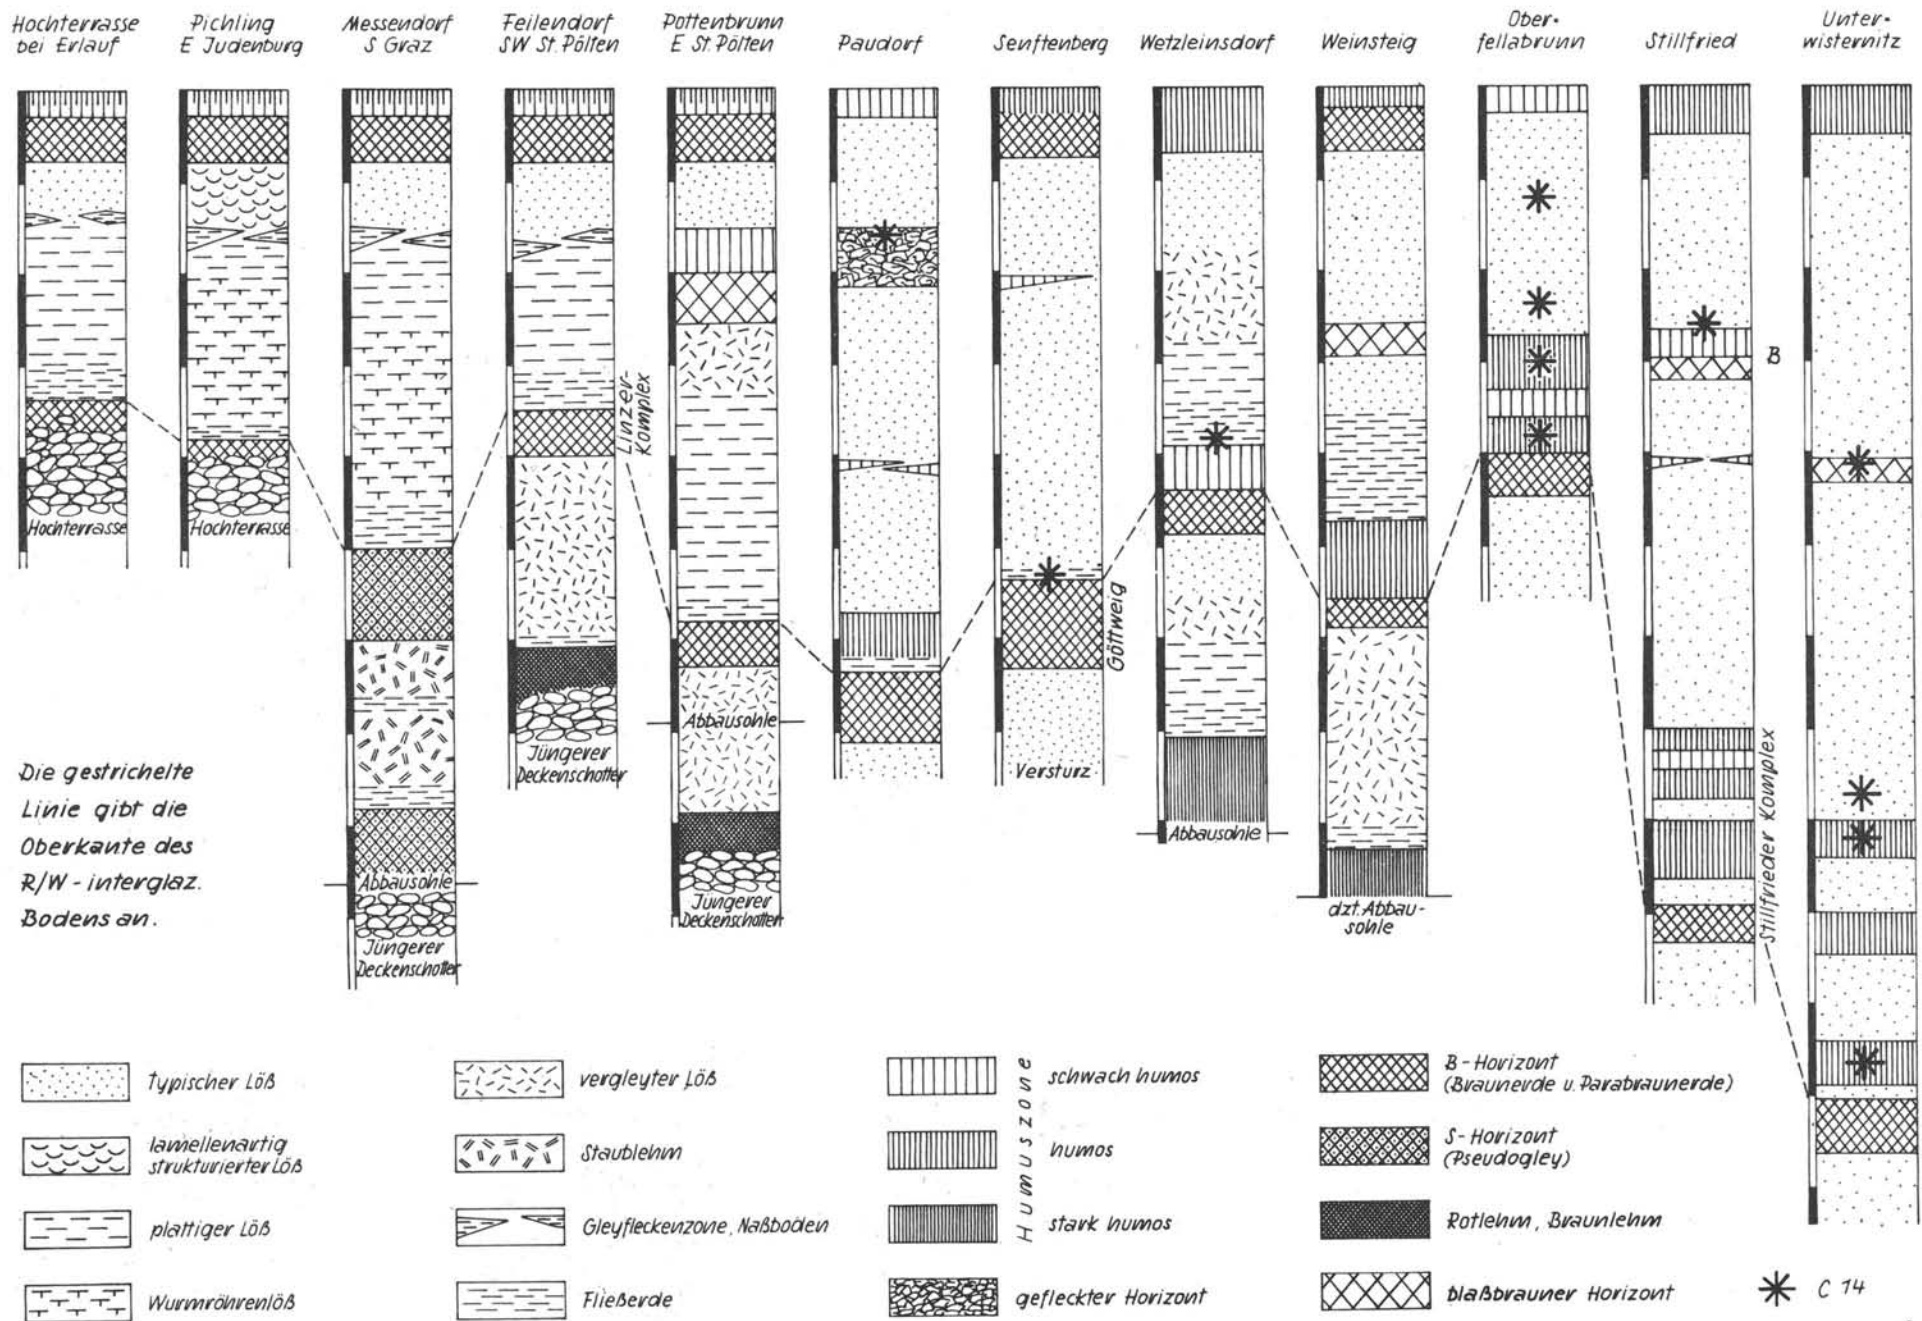 Hochterrasse
bei Erlauf
Pichling
E Judenburg
Messendorf
S Graz
Feilendorf
SW St. Pölten
Pottenbrunn
E St. Pölten
Paudorf
Senftenberg
Wetzleinsdorf
Weinsteig
Ober-
fellabrunn
Stillfried
Unter-
wisternitz
B
Linzer-
Komplex
Hochterrasse
Hochterrasse
Göttweig
Abbausohle
Jüngerer
Deckenschotter
Versturz
Abbausohle
Abbausohle
Jüngerer
Deckenschotter
Abbausohle
Jüngerer
Deckenschotter
dzt. Abbau-
sohle
Stillfrieder Komplex
Die gestrichelte
Linie gibt die
Oberkante des
R/W - interglaz.
Bodens an.
Typischer Löß
lamellenartig
strukturierter Löß
plattiger Löß
Wurmröhrenlöß
vergleyter Löß
Staublehm
Gleyfleckenzone, Naßböden
Fließerde
Humuszone
schwach humos
humos
stark humos
gefleckter Horizont
B-Horizont
(Braunerde u. Parabraunerde)
S-Horizont
(Pseudogley)
Rotlehm, Braunlehm
blaßbrauner Horizont
C 14